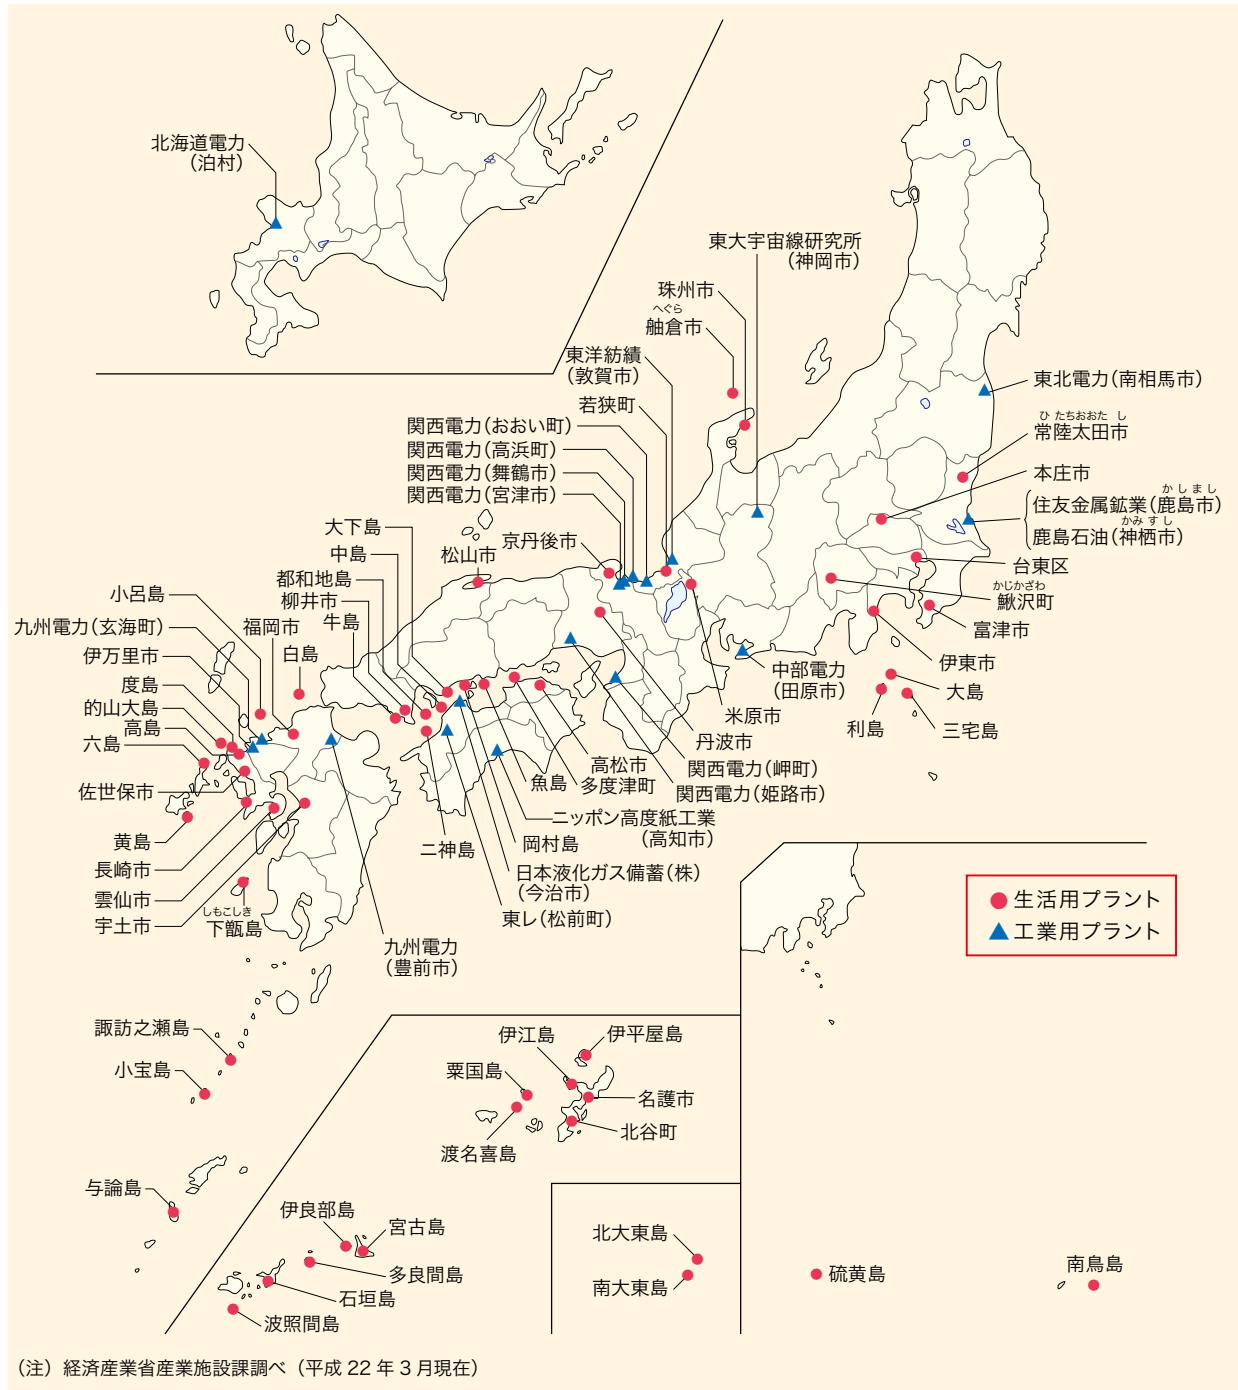 北海道電力
（泊村）
東大宇宙線研究所
（神岡市）
珠州市
へぐら
舳倉市
東洋紡績
（敦賀市）
若狭町
関西電力（おおい町）
関西電力（高浜町）
関西電力（舞鶴市）
関西電力（宮津市）
東北電力（南相馬市）
ひたちおおたし
常陸太田市
本庄市
かしまし
住友金属鉱業（鹿島市）
かみすし
鹿島石油（神栖市）
台東区
かじかざわ
鰍沢町
富津市
伊東市
大島
利島
三宅島
中部電力
（田原市）
大下島
中島
都和地島
柳井市
牛島
松山市
京丹後市
小呂島
九州電力（玄海町）
福岡市
伊万里市
白島
度島
的山大島
高島
六島
佐世保市
黄島
長崎市
雲仙市
宇土市
しもこしき
下甑島
九州電力
（豊前市）
米原市
丹波市
関西電力（岬町）
関西電力（姫路市）
高松市
多度津町
魚島
ニッポン高度紙工業
（高知市）
岡村島
二神島
日本液化ガス備蓄（株）
（今治市）
東レ（松前町）
生活用プラント
工業用プラント
諏訪之瀬島
小宝島
与論島
伊江島
伊平屋島
粟国島
名護市
北谷町
渡名喜島
伊良部島
宮古島
多良間島
石垣島
波照間島
北大東島
南大東島
硫黄島
南鳥島
（注）経済産業省産業施設課調べ（平成 22 年 3 月現在）